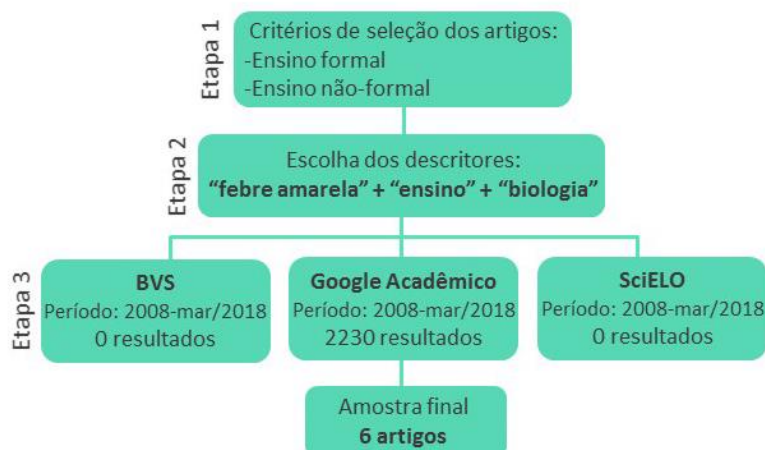 Etapa 1
Critérios de seleção dos artigos:
-Ensino formal
-Ensino não-formal
Etapa 2
Escolha dos descritores:
“febre amarela” + “ensino” + “biologia”
Etapa 3
BVS
Período: 2008-mar/2018
0 resultados
Google Acadêmico
Período: 2008-mar/2018
2230 resultados
SciELO
Período: 2008-mar/2018
0 resultados
Amostra final
6 artigos